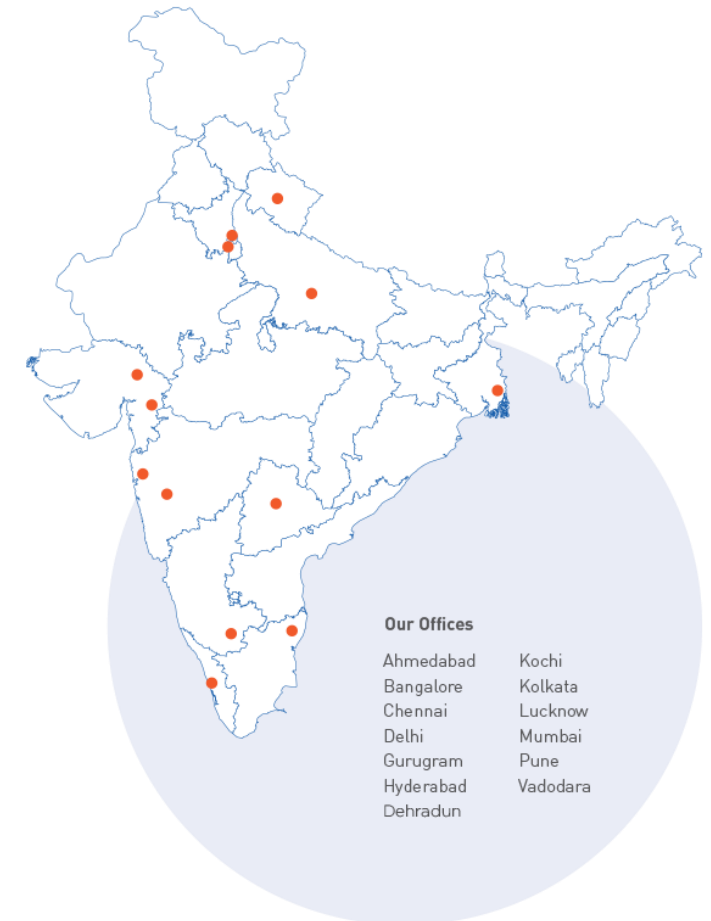 Our Offices
Ahmedabad
Bangalore
Chennai
Delhi
Gurugram
Hyderabad
Dehradun
Kochi
Kolkata
Lucknow
Mumbai
Pune
Vadodara